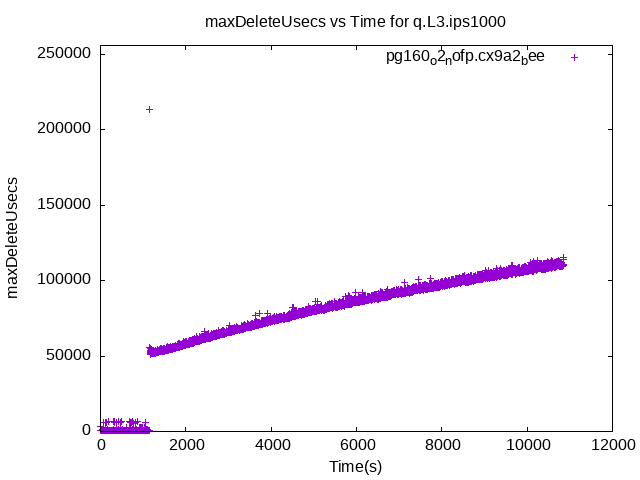 maxDeleteUsecs vs Time for q.L3.ips1000
pg160o2nofp.cx9a2bee
250000
200000
150000
100000
50000
0
maxDeleteUsecs
0 2000 4000 6000 8000 10000 12000
Time(s)